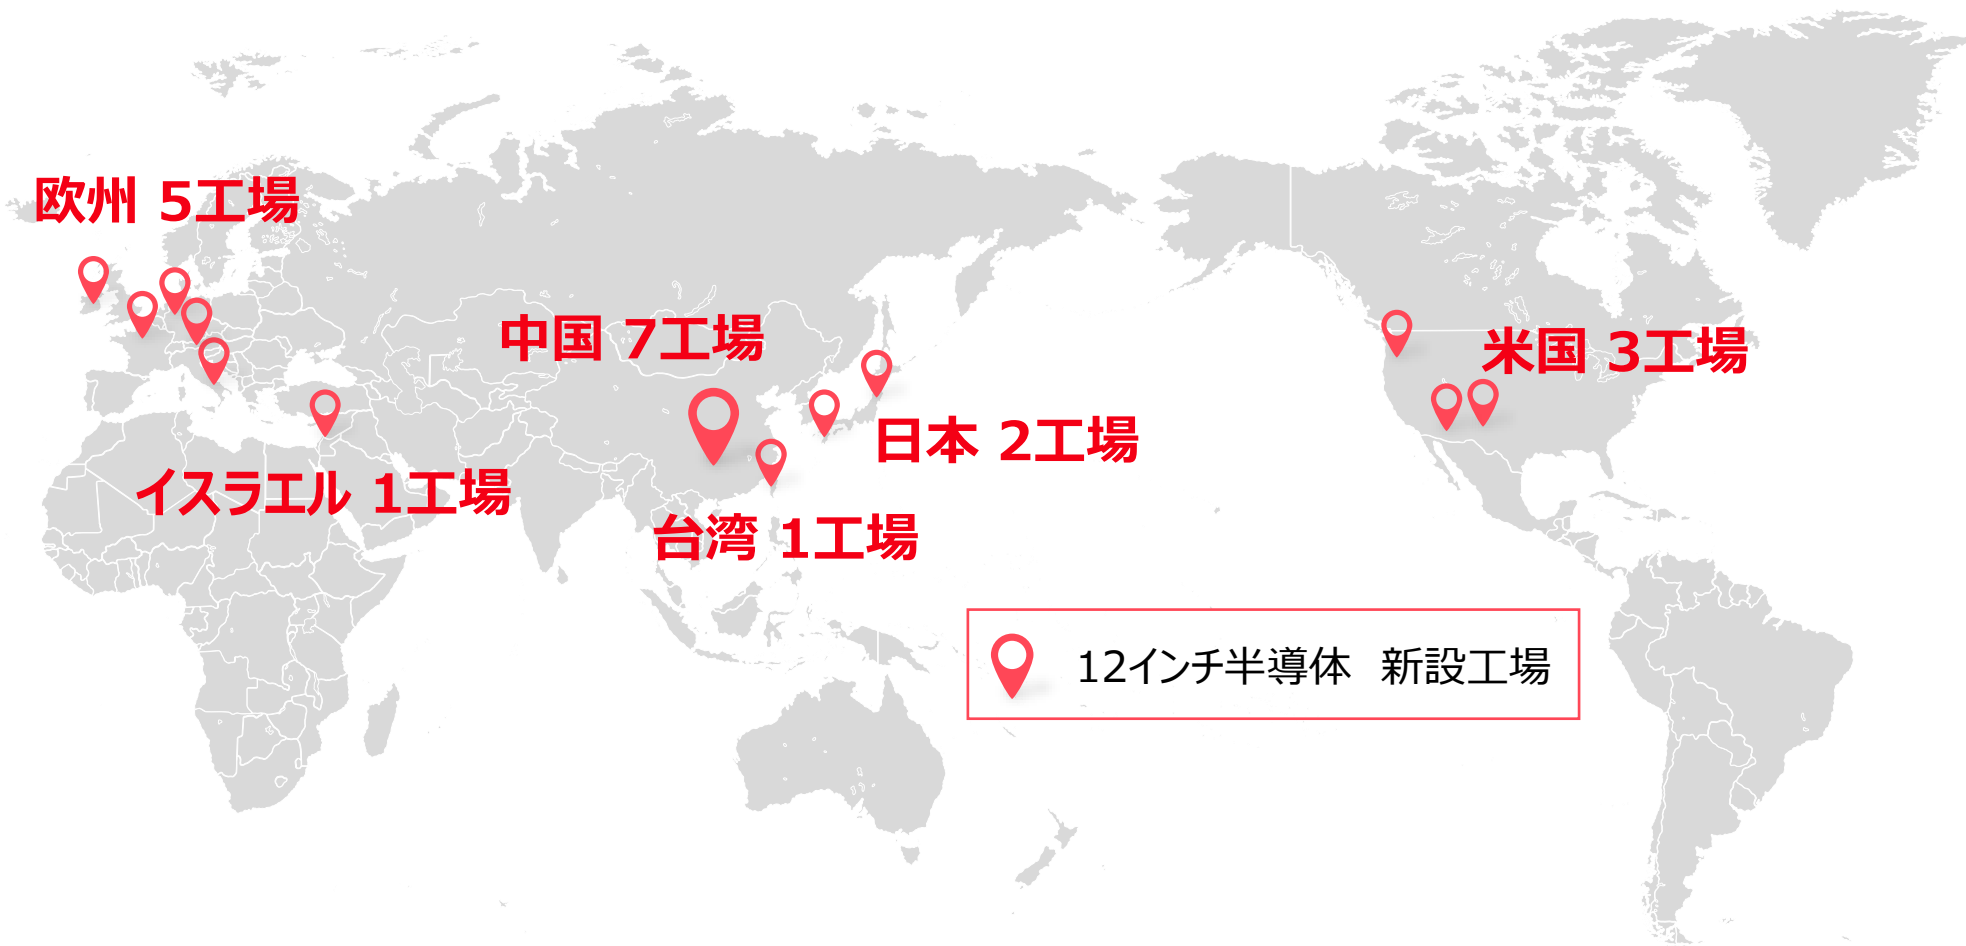 欧州 5工場
中国 7工場
米国 3工場
日本 2工場
イスラエル 1工場
台湾 1工場
12インチ半導体　新設工場